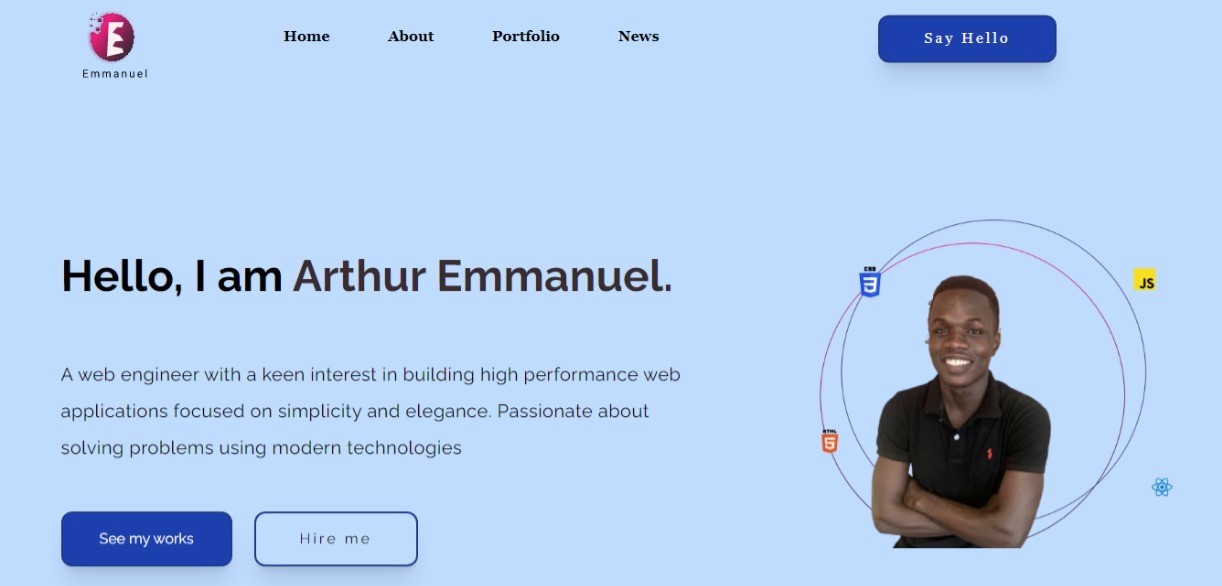 E
Emmanuel
Home About Portfolio News
Say Hello
Hello, I am Arthur Emmanuel.
A web engineer with a keen interest in building high performance web
applications focused on simplicity and elegance. Passionate about
solving problems using modern technologies
See my works
Hire me
CSS
3
JS
HTML
5